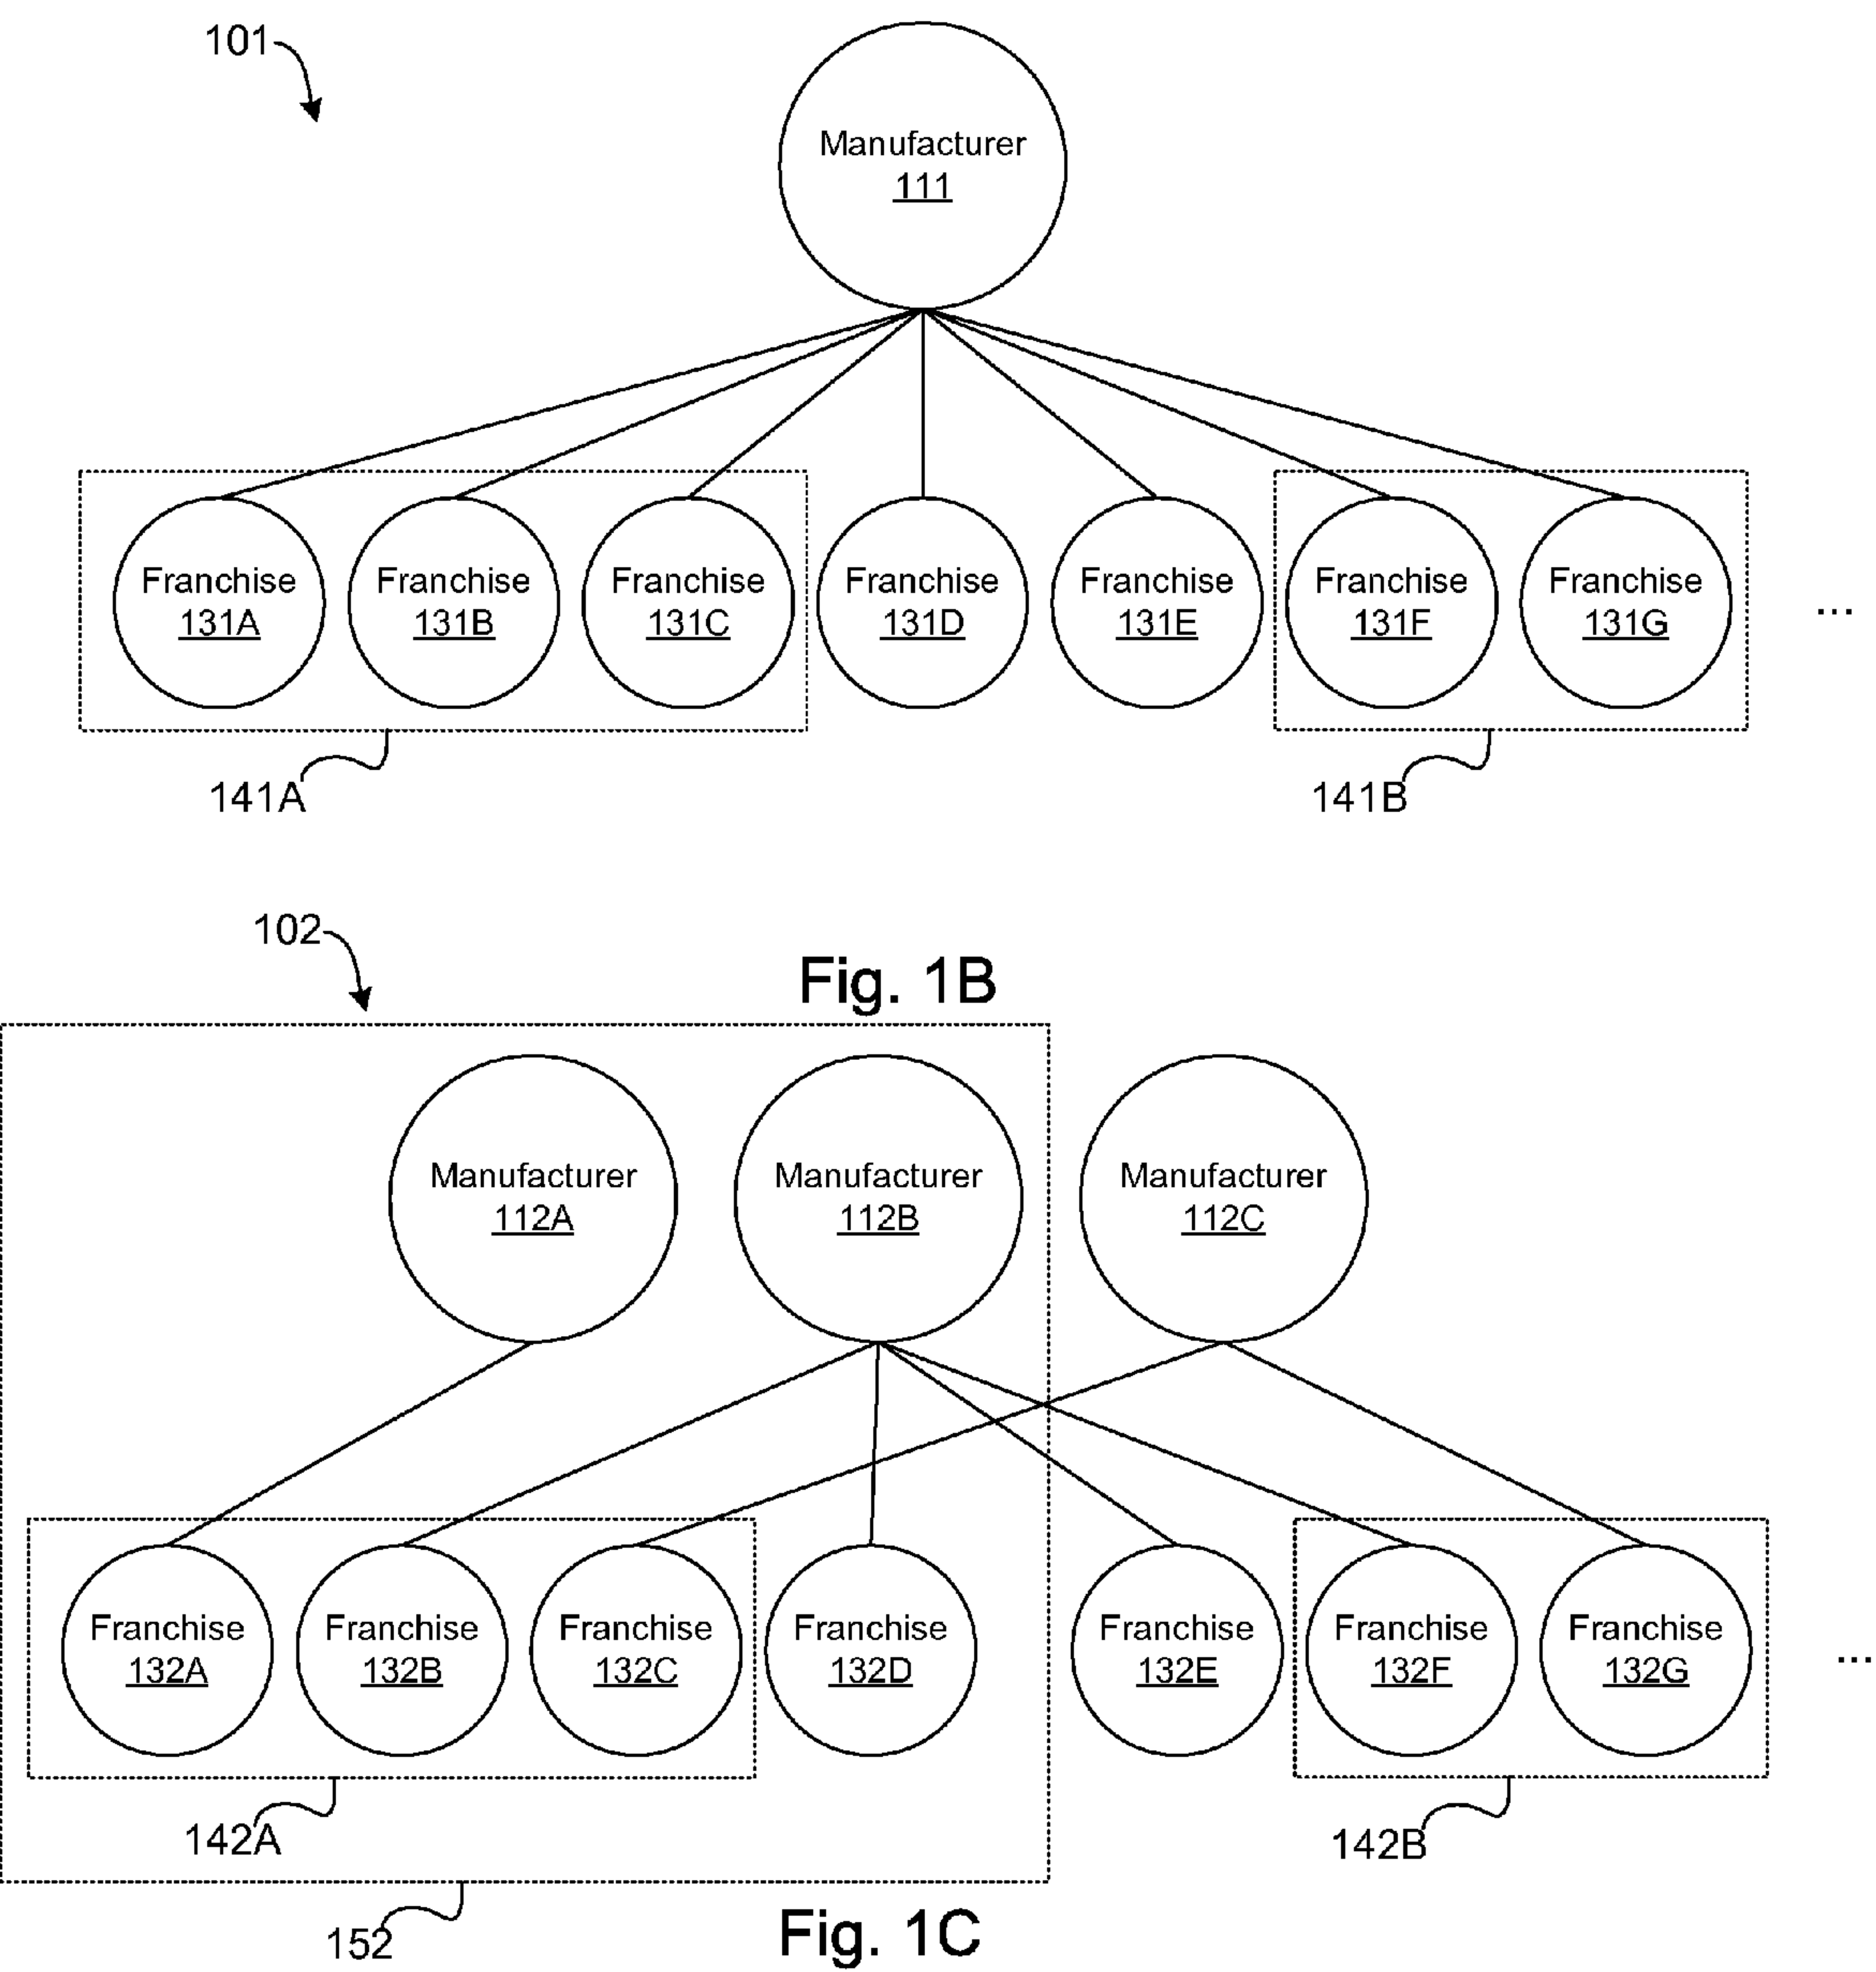 101
Manufacturer
111
Franchise
131A
Franchise
131B
Franchise
131C
Franchise
131D
Franchise
131E
Franchise
131F
Franchise
131G
...
141A
141B
Fig. 1B
102
Manufacturer
112A
Manufacturer
112B
Manufacturer
112C
Franchise
132A
Franchise
132B
Franchise
132C
Franchise
132D
Franchise
132E
Franchise
132F
Franchise
132G
...
142A
142B
152
Fig. 1C